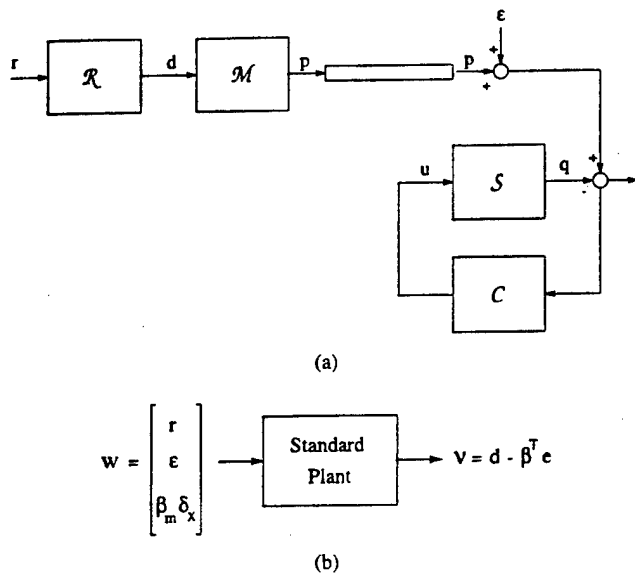 ε
+
r
ℛ
d
ℳ
p
p
+
+
u
𝒮
q
-
𝒞
(a)
w = [ r ε β_m δ_x ]
Standard
Plant
ν = d - β^T e
(b)